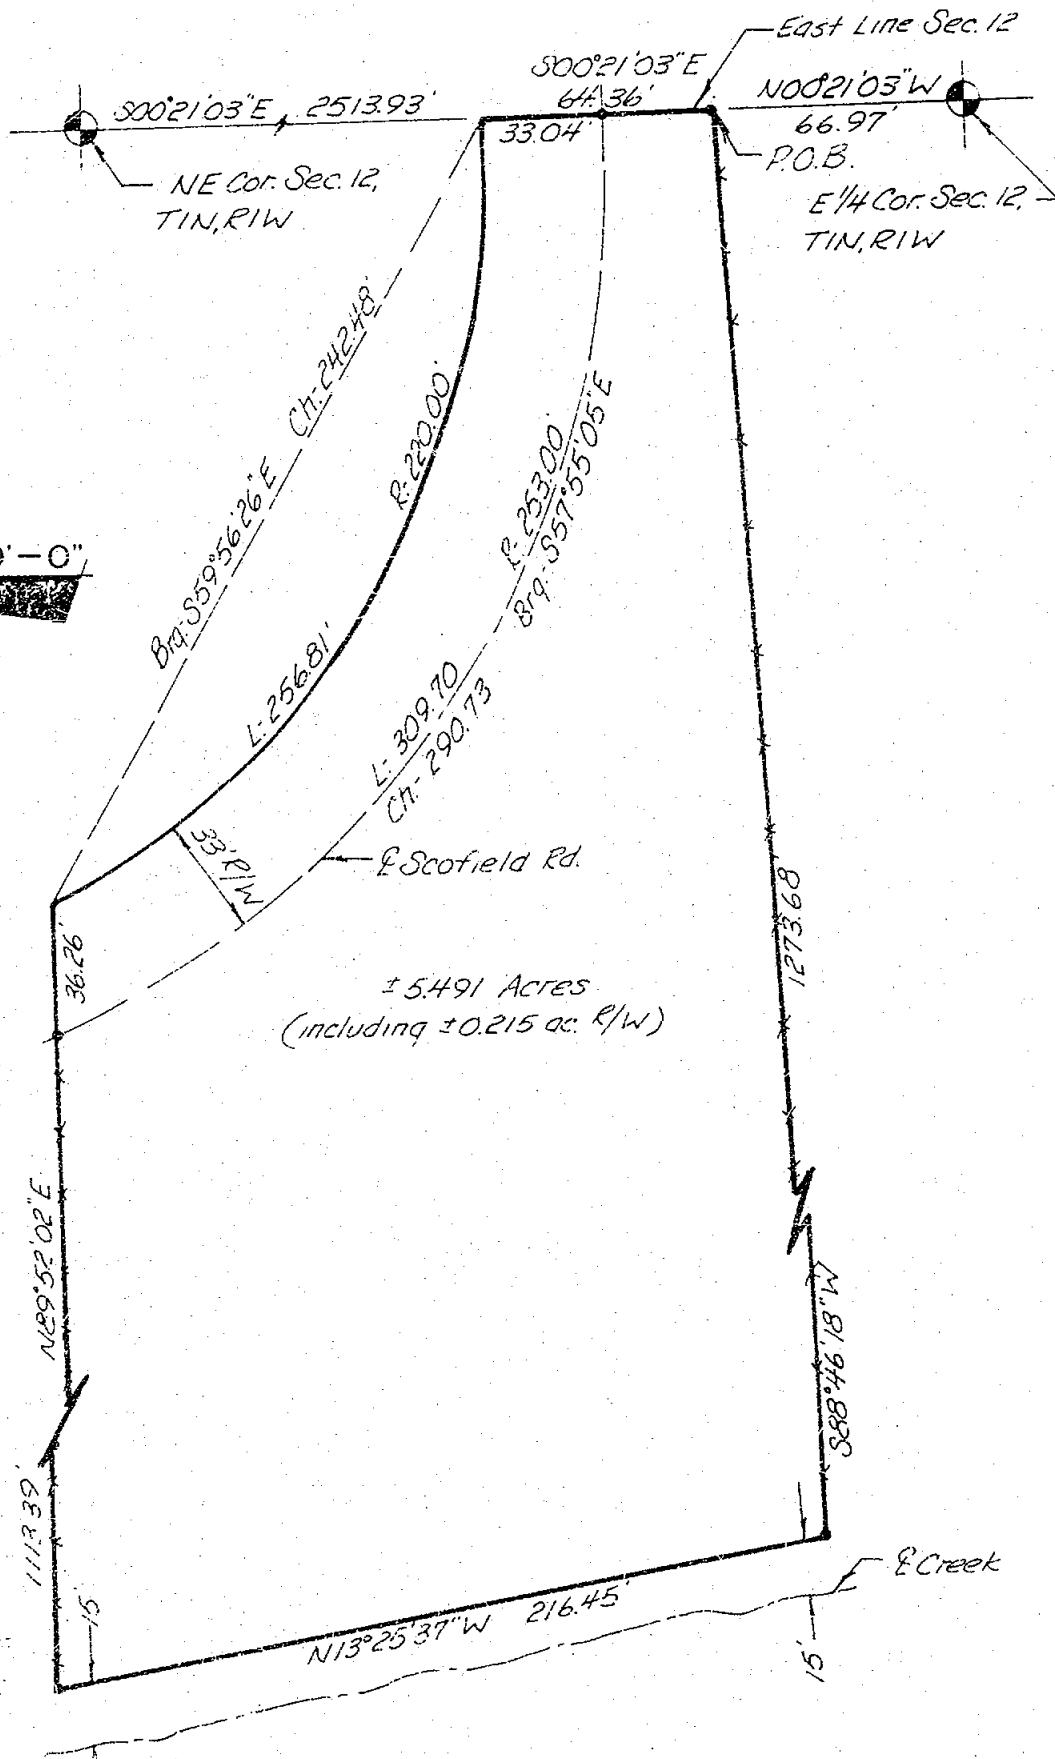 East Line Sec. 12
S00°21'03"E
64.36'
N00°21'03"W
66.97'
S00°21'03"E, 2513.93'
33.04'
P.O.B.
NE Cor. Sec. 12,
T1N, R1W
E 1/4 Cor. Sec. 12,
T1N, R1W
Brg.-S59°56'26"E Ch.-242.48'
R-220.00'
L-256.81'
R-253.00'
Brg.-S57°55'05"E
L-309.70
Ch.-290.73
'-0"
33' R/W
℄ Scofield Rd.
36.26'
1273.68'
±5.491 Acres
(including ±0.215 ac. R/W)
N89°52'02"E
1113.39'
S88°46'18"W
15'
N13°25'37"W 216.45'
℄ Creek
15'